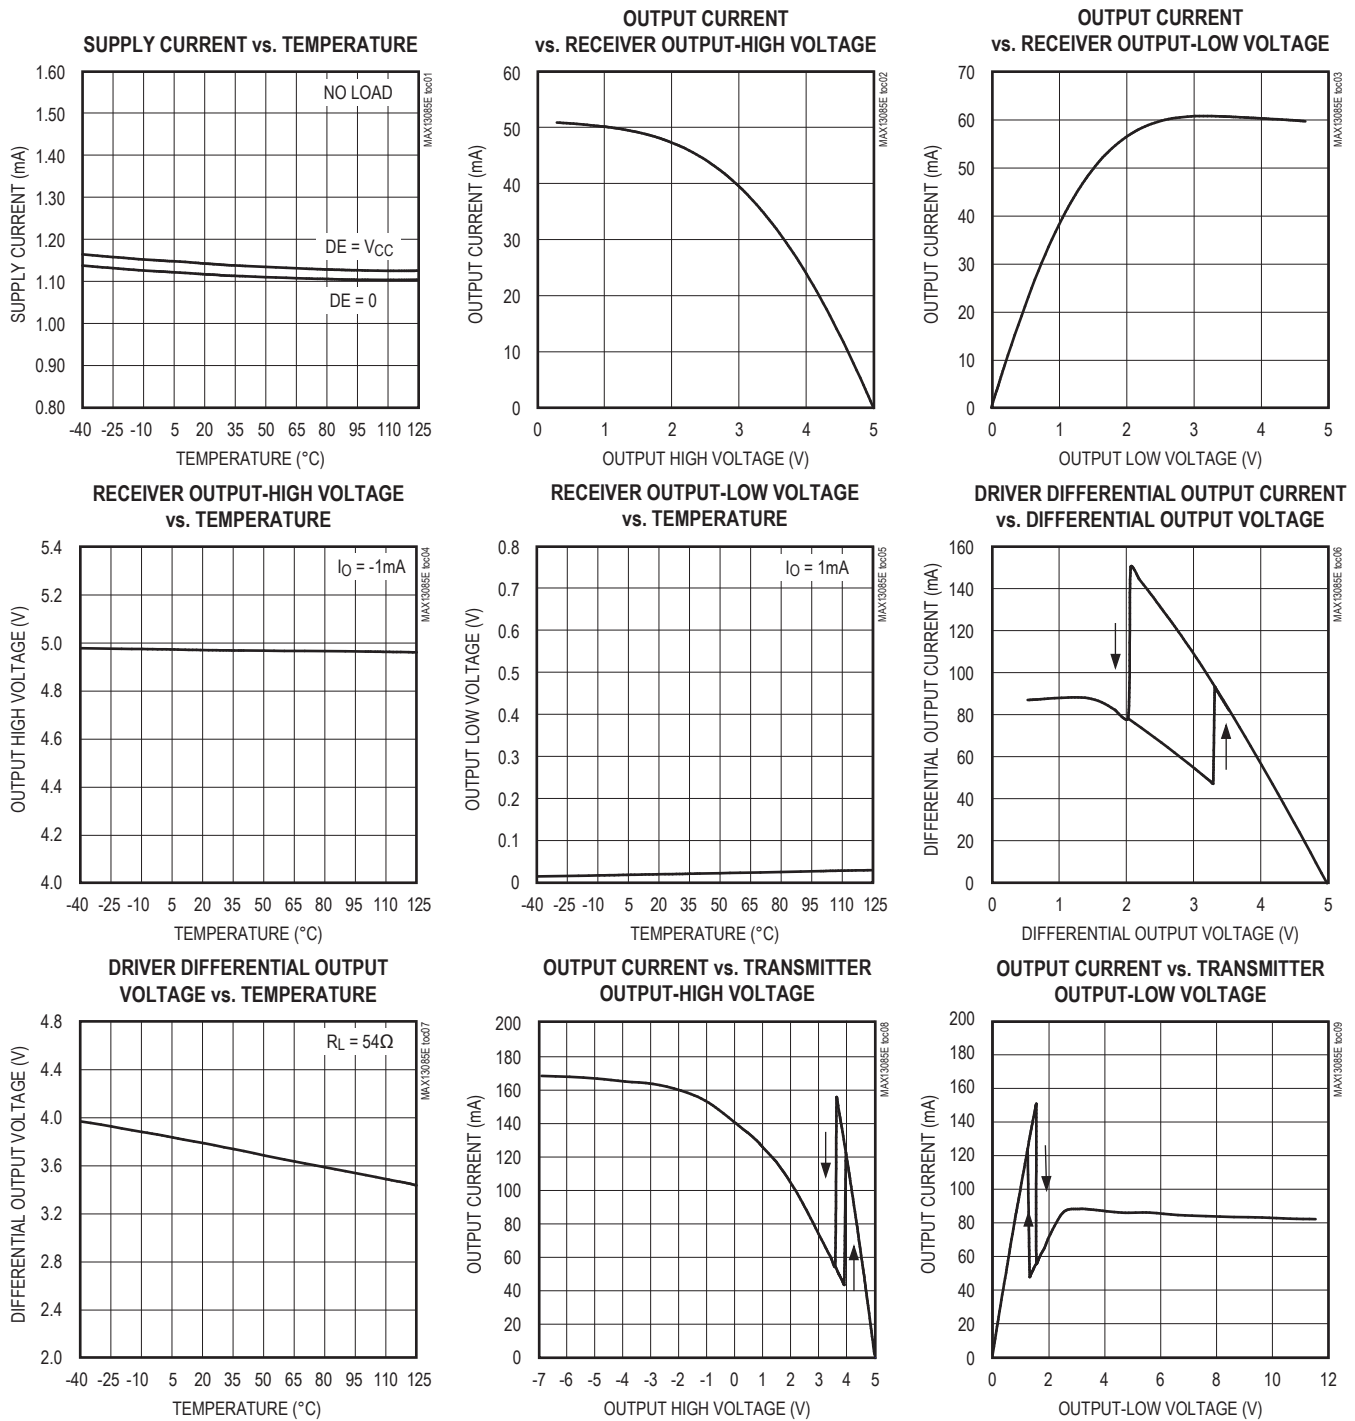 SUPPLY CURRENT vs. TEMPERATURE
1.60
1.50
1.40
1.30
1.20
1.10
1.00
0.90
0.80
SUPPLY CURRENT (mA)
NO LOAD
DE = VCC
DE = 0
MAX13085E toc01
-40 -25 -10 5 20 35 50 65 80 95 110 125
TEMPERATURE (°C)
OUTPUT CURRENT
vs. RECEIVER OUTPUT-HIGH VOLTAGE
60
50
40
30
20
10
0
OUTPUT CURRENT (mA)
MAX13085E toc02
0 1 2 3 4 5
OUTPUT HIGH VOLTAGE (V)
OUTPUT CURRENT
vs. RECEIVER OUTPUT-LOW VOLTAGE
70
60
50
40
30
20
10
0
OUTPUT CURRENT (mA)
MAX13085E toc03
0 1 2 3 4 5
OUTPUT LOW VOLTAGE (V)
RECEIVER OUTPUT-HIGH VOLTAGE
vs. TEMPERATURE
5.4
5.2
5.0
4.8
4.6
4.4
4.2
4.0
OUTPUT HIGH VOLTAGE (V)
IO = -1mA
MAX13085E toc04
-40 -25 -10 5 20 35 50 65 80 95 110 125
TEMPERATURE (°C)
RECEIVER OUTPUT-LOW VOLTAGE
vs. TEMPERATURE
0.8
0.7
0.6
0.5
0.4
0.3
0.2
0.1
0
OUTPUT LOW VOLTAGE (V)
IO = 1mA
MAX13085E toc05
-40 -25 -10 5 20 35 50 65 80 95 110 125
TEMPERATURE (°C)
DRIVER DIFFERENTIAL OUTPUT CURRENT
vs. DIFFERENTIAL OUTPUT VOLTAGE
160
140
120
100
80
60
40
20
0
DIFFERENTIAL OUTPUT CURRENT (mA)
MAX13085E toc06
0 1 2 3 4 5
DIFFERENTIAL OUTPUT VOLTAGE (V)
DRIVER DIFFERENTIAL OUTPUT
VOLTAGE vs. TEMPERATURE
4.8
4.4
4.0
3.6
3.2
2.8
2.4
2.0
DIFFERENTIAL OUTPUT VOLTAGE (V)
RL = 54Ω
MAX13085E toc07
-40 -25 -10 5 20 35 50 65 80 95 110 125
TEMPERATURE (°C)
OUTPUT CURRENT vs. TRANSMITTER
OUTPUT-HIGH VOLTAGE
200
180
160
140
120
100
80
60
40
20
0
OUTPUT CURRENT (mA)
MAX13085E toc08
-7 -6 -5 -4 -3 -2 -1 0 1 2 3 4 5
OUTPUT HIGH VOLTAGE (V)
OUTPUT CURRENT vs. TRANSMITTER
OUTPUT-LOW VOLTAGE
200
180
160
140
120
100
80
60
40
20
0
OUTPUT CURRENT (mA)
MAX13085E toc09
0 2 4 6 8 10 12
OUTPUT-LOW VOLTAGE (V)